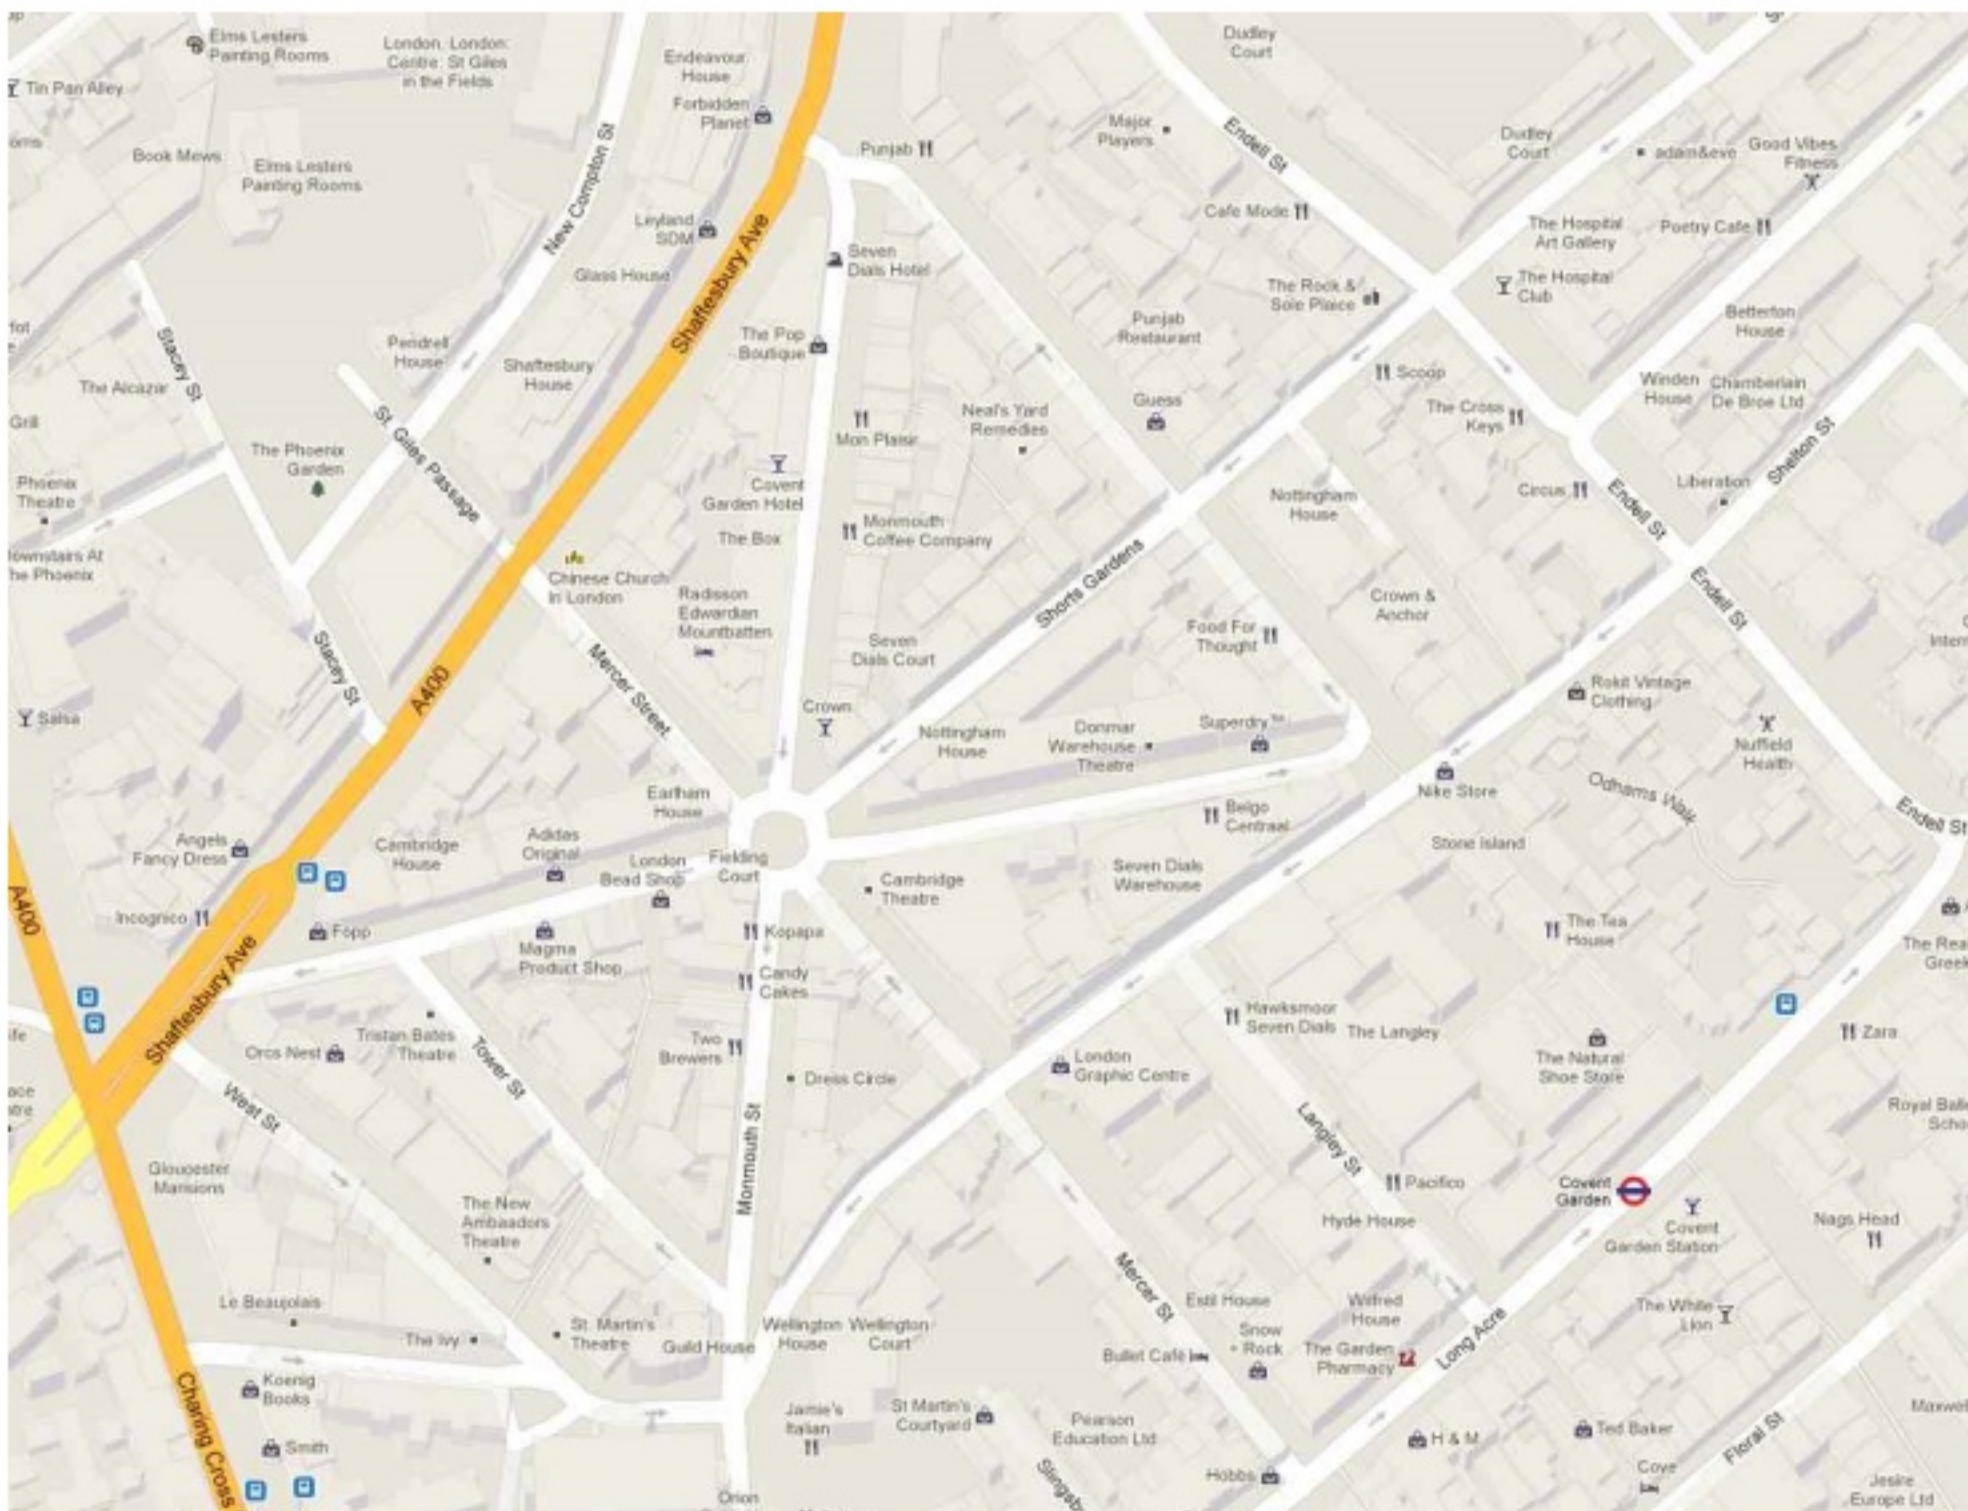 Elms Lesters
Painting Rooms
London, London:
Centre: St Giles
in the Fields
Endeavour
House
Dudley
Court
Tin Pan Alley
Forbidden
Planet
Book Mews
Elms Lesters
Painting Rooms
New Compton St
Punjab
Major
Players
Endell St
Dudley
Court
adam&eve
Good Vibes
Fitness
Leyland
SDM
Glass House
Shaftesbury Ave
Seven
Dials Hotel
Cafe Mode
The Hospital
Art Gallery
Poetry Cafe
The Rock &
Sole Plaice
The Hospital
Club
Betterton
House
Stacey St
Pendrell
House
Shaftesbury
House
The Pop
Boutique
Punjab
Restaurant
Scoop
The Alcazar
St. Giles Passage
Mon Plaisir
Neal's Yard
Remedies
Guess
The Cross
Keys
Winden
House
Chamberlain
De Broe Ltd
Grill
The Phoenix
Garden
Phoenix
Theatre
Covent
Garden Hotel
Nottingham
House
Circus
Endell St
Liberation
Shelton St
The Box
Monmouth
Coffee Company
Shorts Gardens
ownstairs At
he Phoenix
Chinese Church
In London
Radisson
Edwardian
Mountbatten
Seven
Dials Court
Food For
Thought
Crown &
Anchor
Endell St
Stacey St
A400
Mercer Street
Salsa
Crown
Nottingham
House
Donmar
Warehouse
Theatre
Superdry™
Rokit Vintage
Clothing
Nuffield
Health
Odhams Walk
Nike Store
Endell St
Earlham
House
Belgo
Centraal
Stone Island
Angels
Fancy Dress
Cambridge
House
Adidas
Original
London
Bead Shop
Fielding
Court
Cambridge
Theatre
Seven Dials
Warehouse
A400
Incognico
Fopp
Magma
Product Shop
Kopapa
The Tea
House
The Rea
Greek
Candy
Cakes
Shaftesbury Ave
Orcs Nest
Tristan Bates
Theatre
Tower St
Two
Brewers
Dress Circle
London
Graphic Centre
Hawksmoor
Seven Dials
The Langley
The Natural
Shoe Store
Zara
West St
Monmouth St
Langley St
Royal Balle
Scho
Gloucester
Mansions
The New
Ambaadors
Theatre
Pacifico
Hyde House
Covent
Garden
Covent
Garden Station
Nags Head
Mercer St
Le Beaujolais
The Ivy
St. Martin's
Theatre
Guild House
Wellington
House
Wellington
Court
Estil House
Wilfred
House
The White
Lion
Snow
+ Rock
Bullet Café
The Garden
Pharmacy
Long Acre
Charing Cross
Koenig
Books
Smith
Jamie's
Italian
St Martin's
Courtyard
Pearson
Education Ltd
Hobbs
H & M
Ted Baker
Cove
Floral St
Maxwel
Slingsby
Orion
Jesire
Europe Ltd